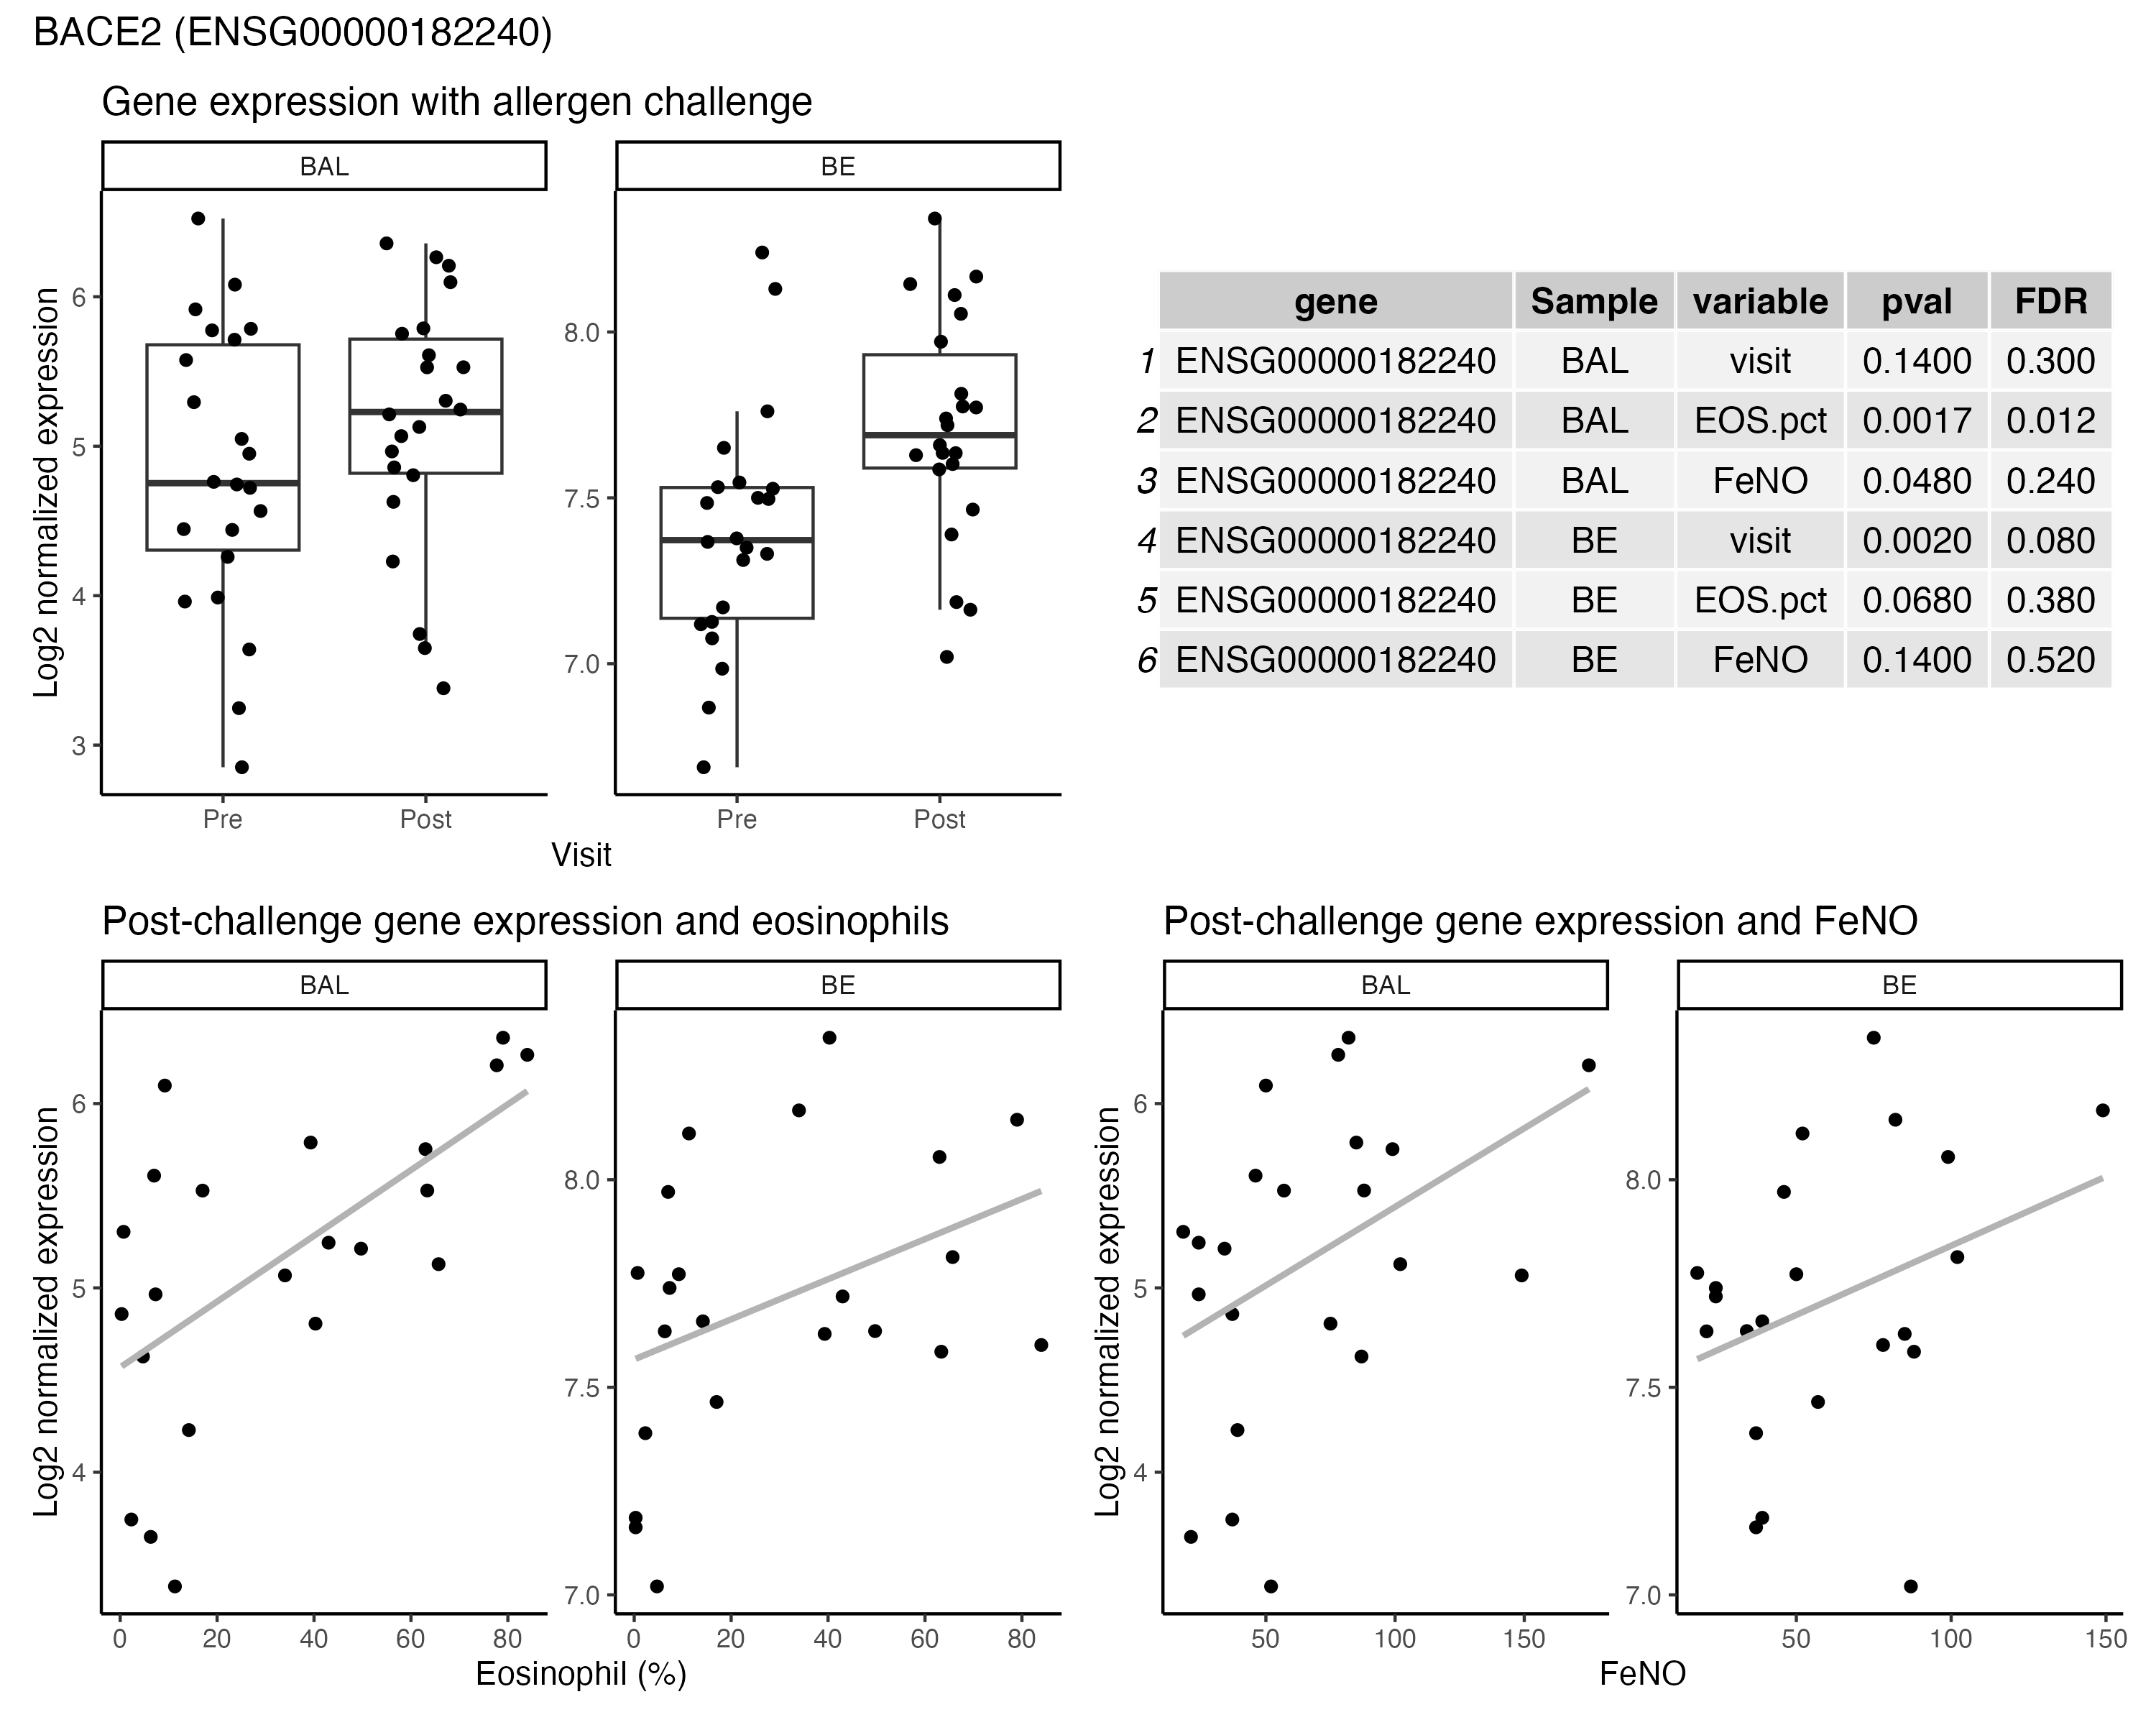 BACE2 (ENSG00000182240)
Gene expression with allergen challenge
BAL
BE
Log2 normalized expression
6
5
4
3
8.0
7.5
7.0
Pre
Post
Pre
Post
Visit
gene Sample variable pval FDR
1 ENSG00000182240 BAL visit 0.1400 0.300
2 ENSG00000182240 BAL EOS.pct 0.0017 0.012
3 ENSG00000182240 BAL FeNO 0.0480 0.240
4 ENSG00000182240 BE visit 0.0020 0.080
5 ENSG00000182240 BE EOS.pct 0.0680 0.380
6 ENSG00000182240 BE FeNO 0.1400 0.520
Post-challenge gene expression and eosinophils
BAL
BE
Log2 normalized expression
6
5
4
8.0
7.5
7.0
0 20 40 60 80
0 20 40 60 80
Eosinophil (%)
Post-challenge gene expression and FeNO
BAL
BE
Log2 normalized expression
6
5
4
8.0
7.5
7.0
50 100 150
50 100 150
FeNO